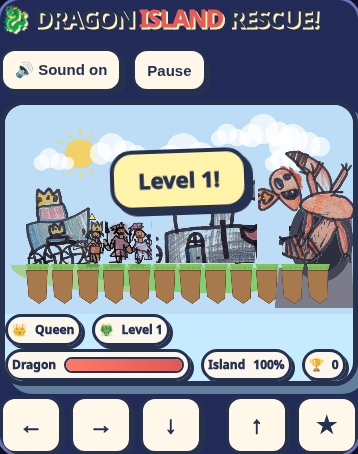 DRAGON ISLAND RESCUE!
Sound on
Pause
Level 1!
Queen
Level 1
Dragon
Island 100%
0
← → ↓ ↑ ★